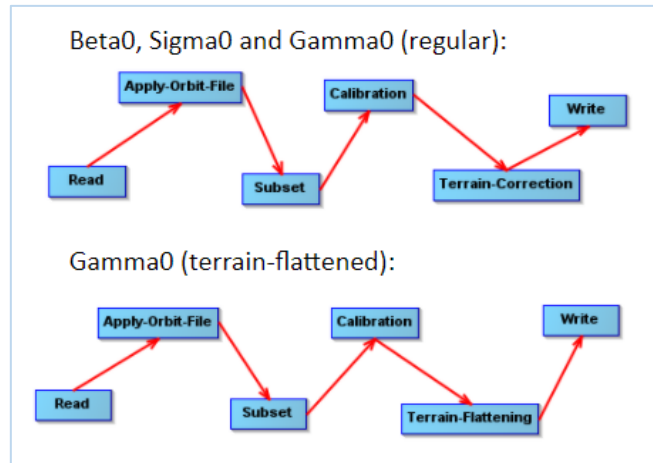 Beta0, Sigma0 and Gamma0 (regular):
Apply-Orbit-File
Calibration
Write
Read
Subset
Terrain-Correction
Gamma0 (terrain-flattened):
Apply-Orbit-File
Calibration
Write
Read
Subset
Terrain-Flattening